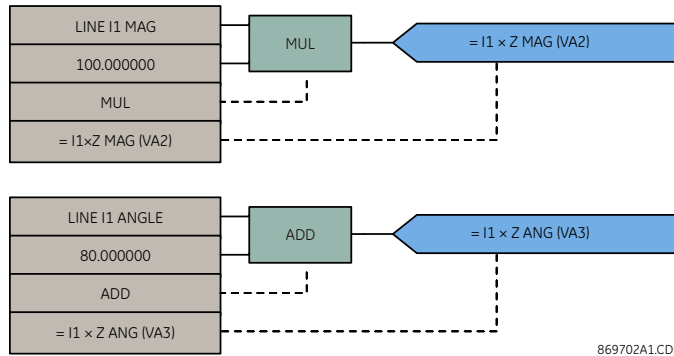 LINE I1 MAG
100.000000
MUL
= I1×Z MAG (VA2)
MUL
= I1 × Z MAG (VA2)
LINE I1 ANGLE
80.000000
ADD
= I1 × Z ANG (VA3)
ADD
= I1 × Z ANG (VA3)
869702A1.CD